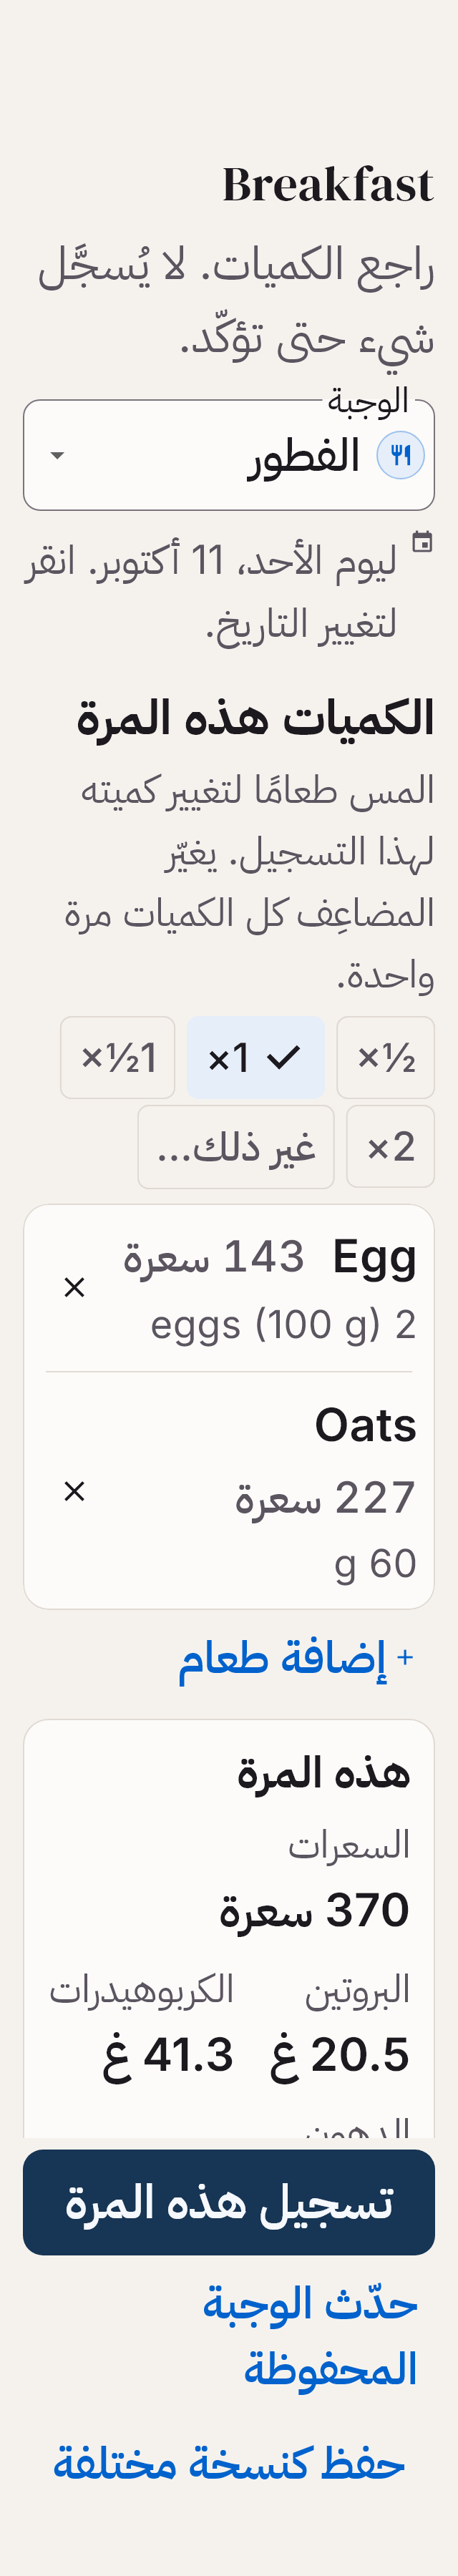 Breakfast
راجع الكميات. لا يُسجَّل
شيء حتى تؤكّد.
الوجبة
الفطور
ليوم الأحد، 11 أكتوبر. انقر
لتغيير التاريخ.
الكميات هذه المرة
المس طعامًا لتغيير كميته
لهذا التسجيل. يغيّر
المضاعِف كل الكميات مرة
واحدة.
½×
1×
1½×
2×
غير ذلك...
Egg 143 سعرة
2 eggs (100 g)
Oats
227 سعرة
60 g
+ إضافة طعام
هذه المرة
السعرات
370 سعرة
البروتين الكربوهيدرات
20.5 غ 41.3 غ
الدهون
تسجيل هذه المرة
حدّث الوجبة
المحفوظة
حفظ كنسخة مختلفة